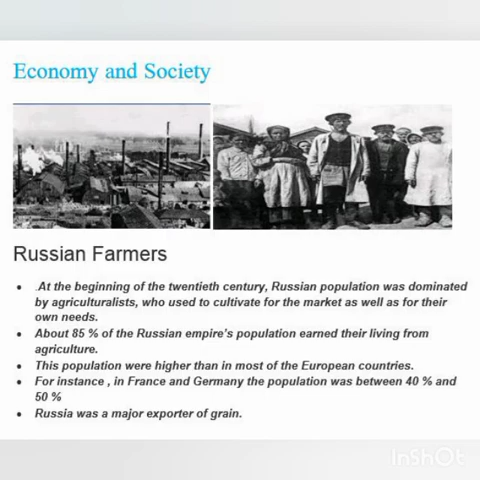 Economy and Society
Russian Farmers
.At the beginning of the twentieth century, Russian population was dominated
by agriculturalists, who used to cultivate for the market as well as for their
own needs.
About 85 % of the Russian empire's population earned their living from
agriculture.
This population were higher than in most of the European countries.
For instance , in France and Germany the population was between 40 % and
50 %
Russia was a major exporter of grain.
InShOt